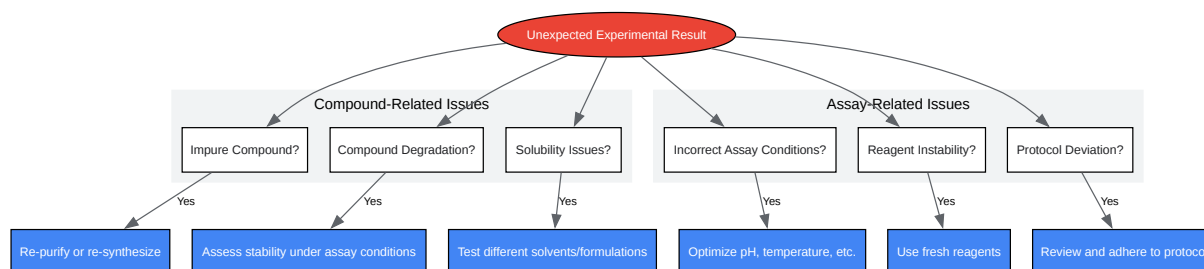 Unexpected Experimental Result
Compound-Related Issues
Assay-Related Issues
Impure Compound?
Compound Degradation?
Solubility Issues?
Incorrect Assay Conditions?
Reagent Instability?
Protocol Deviation?
Yes
Yes
Yes
Yes
Yes
Yes
Re-purify or re-synthesize
Assess stability under assay conditions
Test different solvents/formulations
Optimize pH, temperature, etc.
Use fresh reagents
Review and adhere to protocol